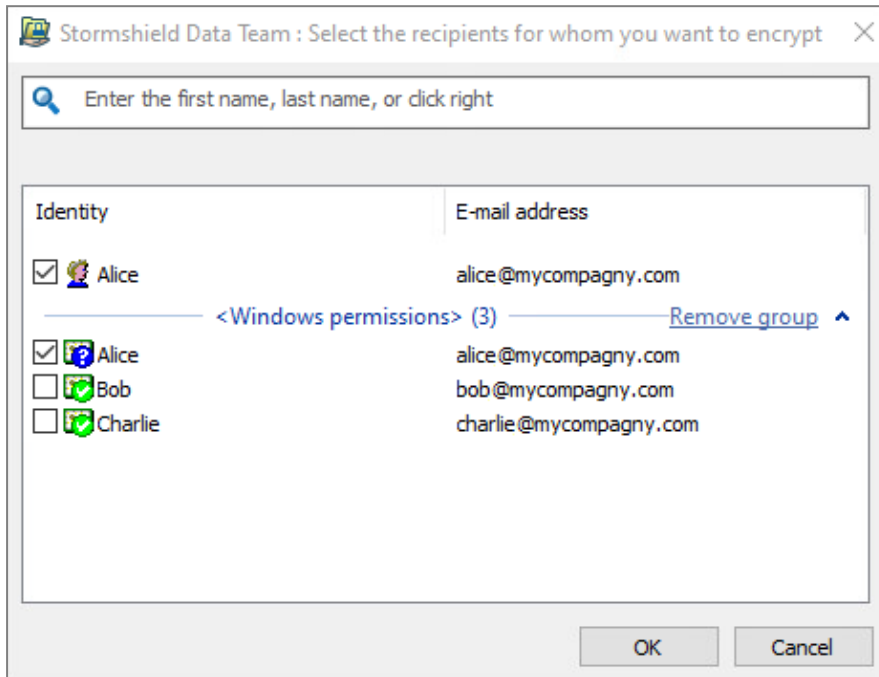 Stormshield Data Team : Select the recipients for whom you want to encrypt
Enter the first name, last name, or click right
Identity E-mail address
Alice alice@mycompagny.com
<Windows permissions> (3) Remove group
Alice alice@mycompagny.com
Bob bob@mycompagny.com
Charlie charlie@mycompagny.com
OK Cancel